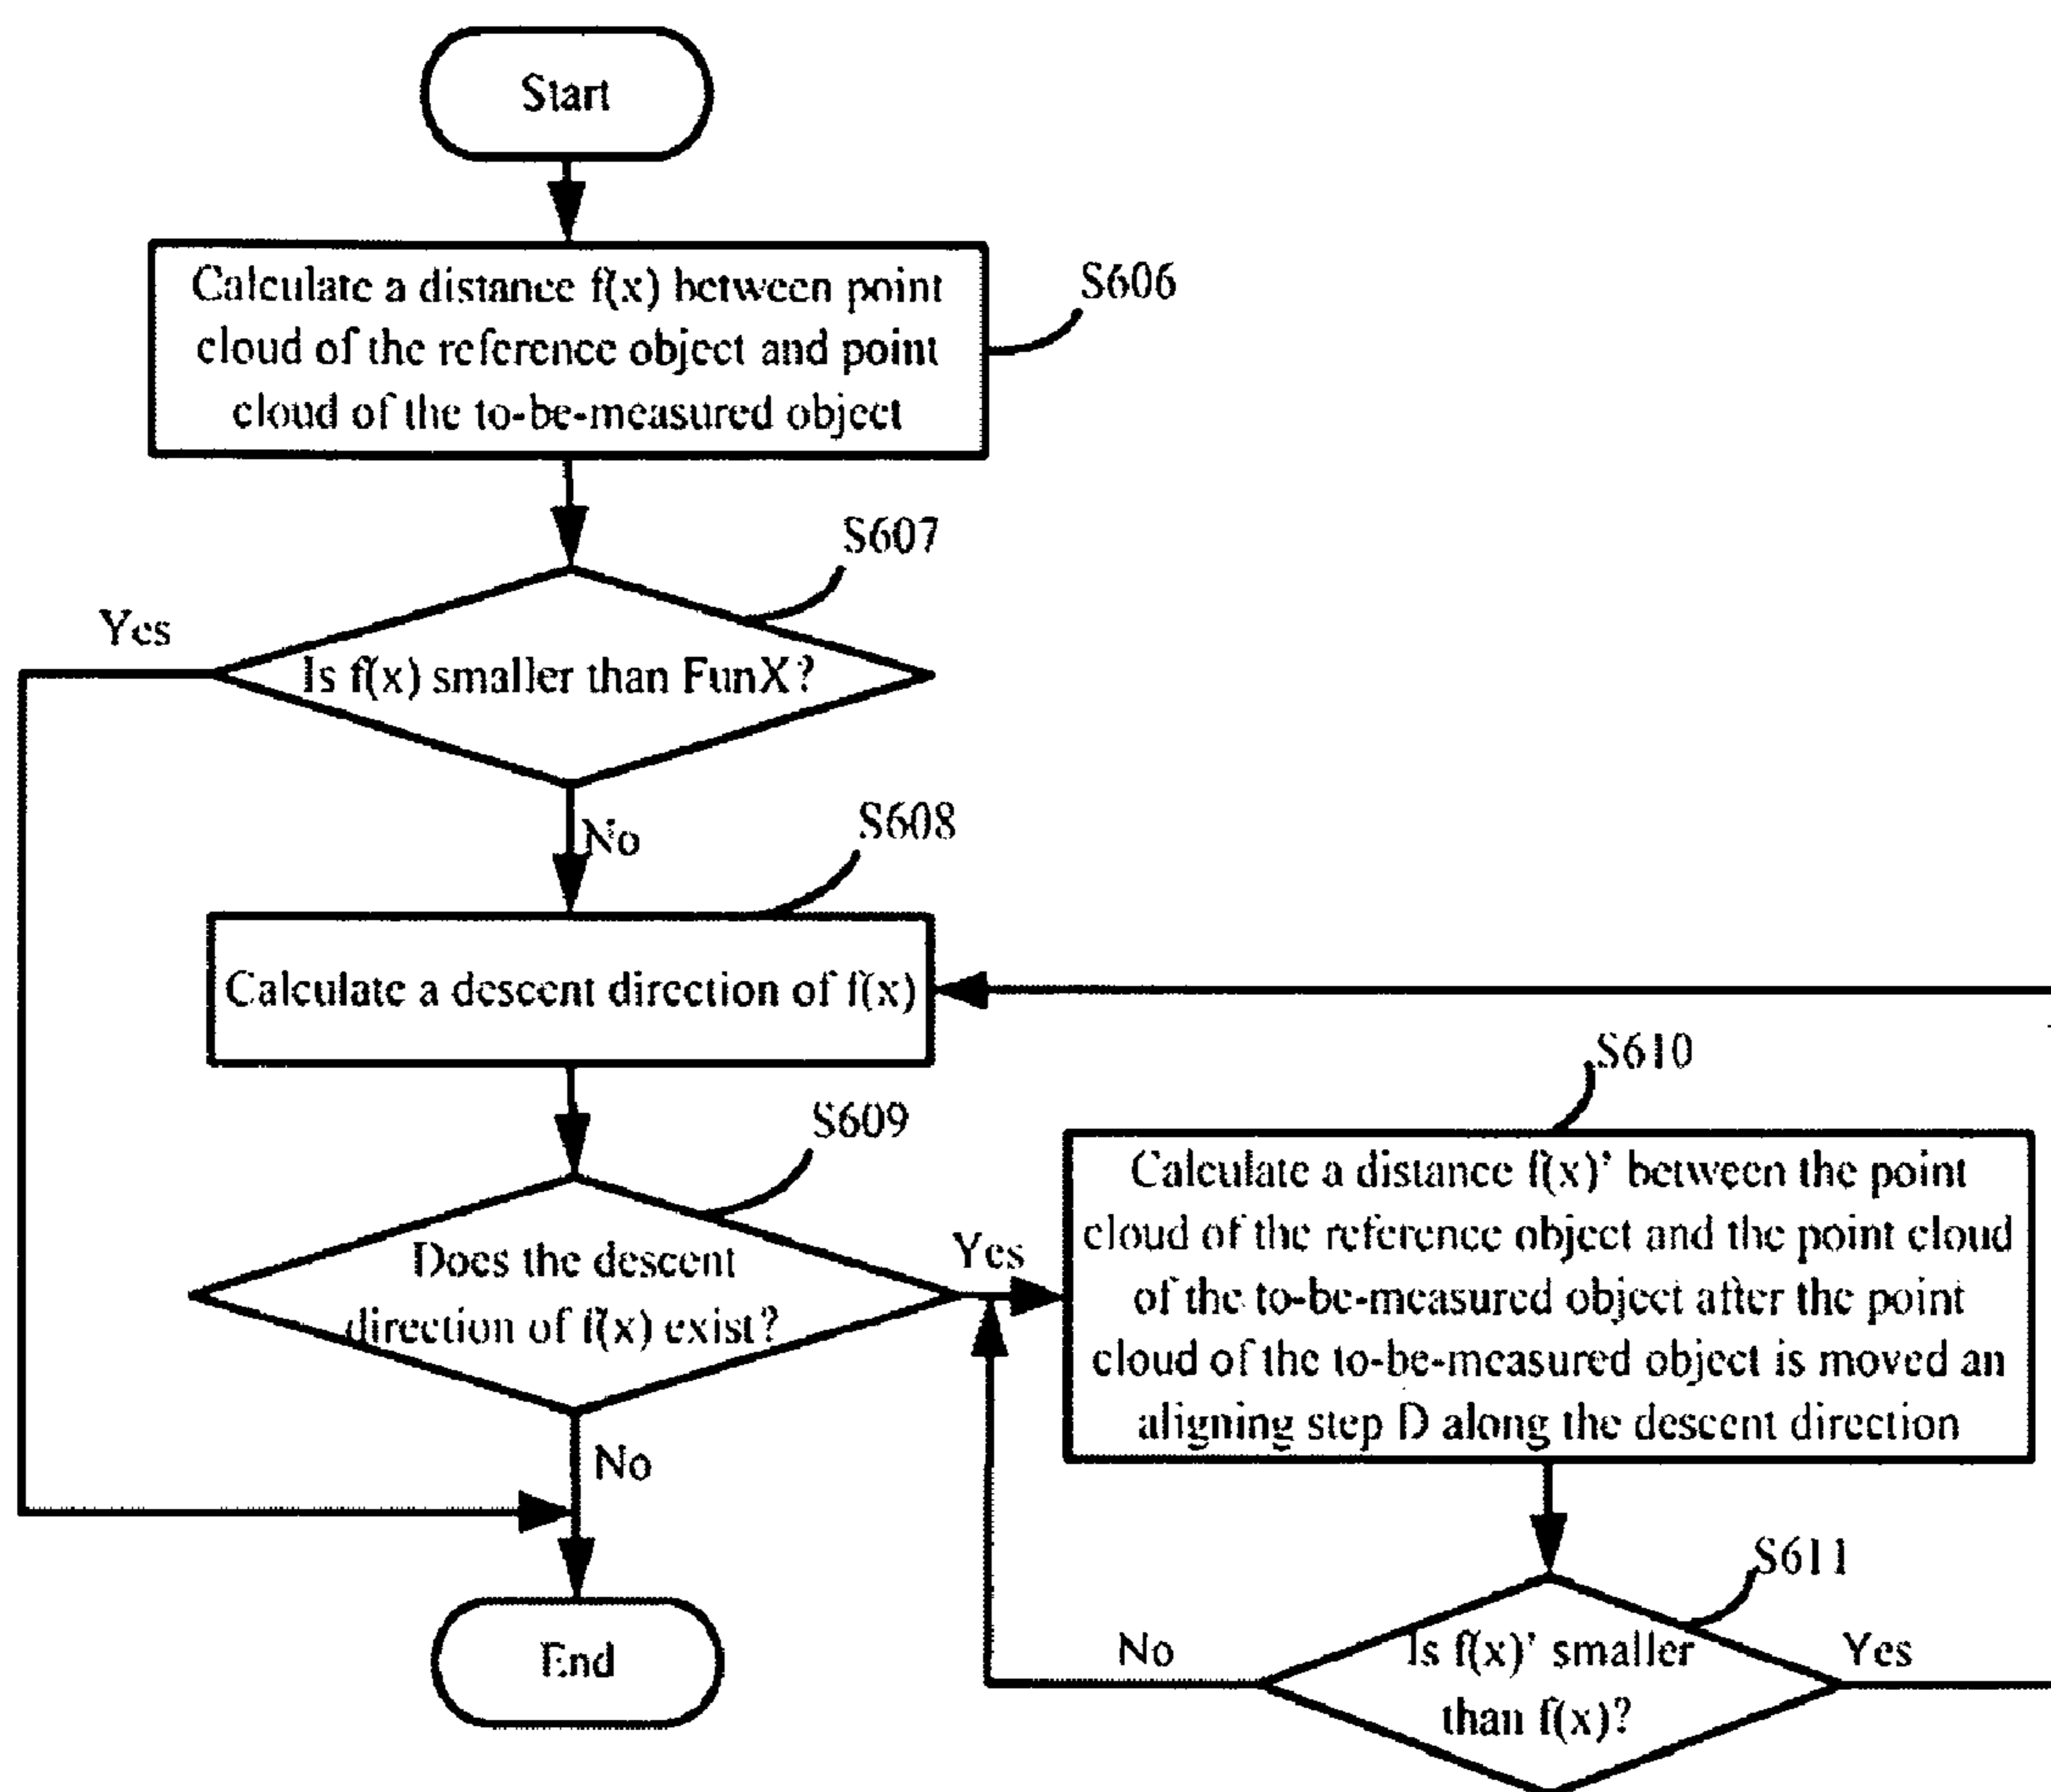 Start
Calculate a distance f(x) between point
cloud of the reference object and point
cloud of the to-be-measured object
S606
S607
Yes
Is f(x) smaller than FunX?
No
S608
Calculate a descent direction of f(x)
S609
Does the descent
direction of f(x) exist?
Yes
No
S610
Calculate a distance f(x)' between the point
cloud of the reference object and the point cloud
of the to-be-measured object after the point
cloud of the to-be-measured object is moved an
aligning step D along the descent direction
S611
Is f(x)' smaller
than f(x)?
No
Yes
End